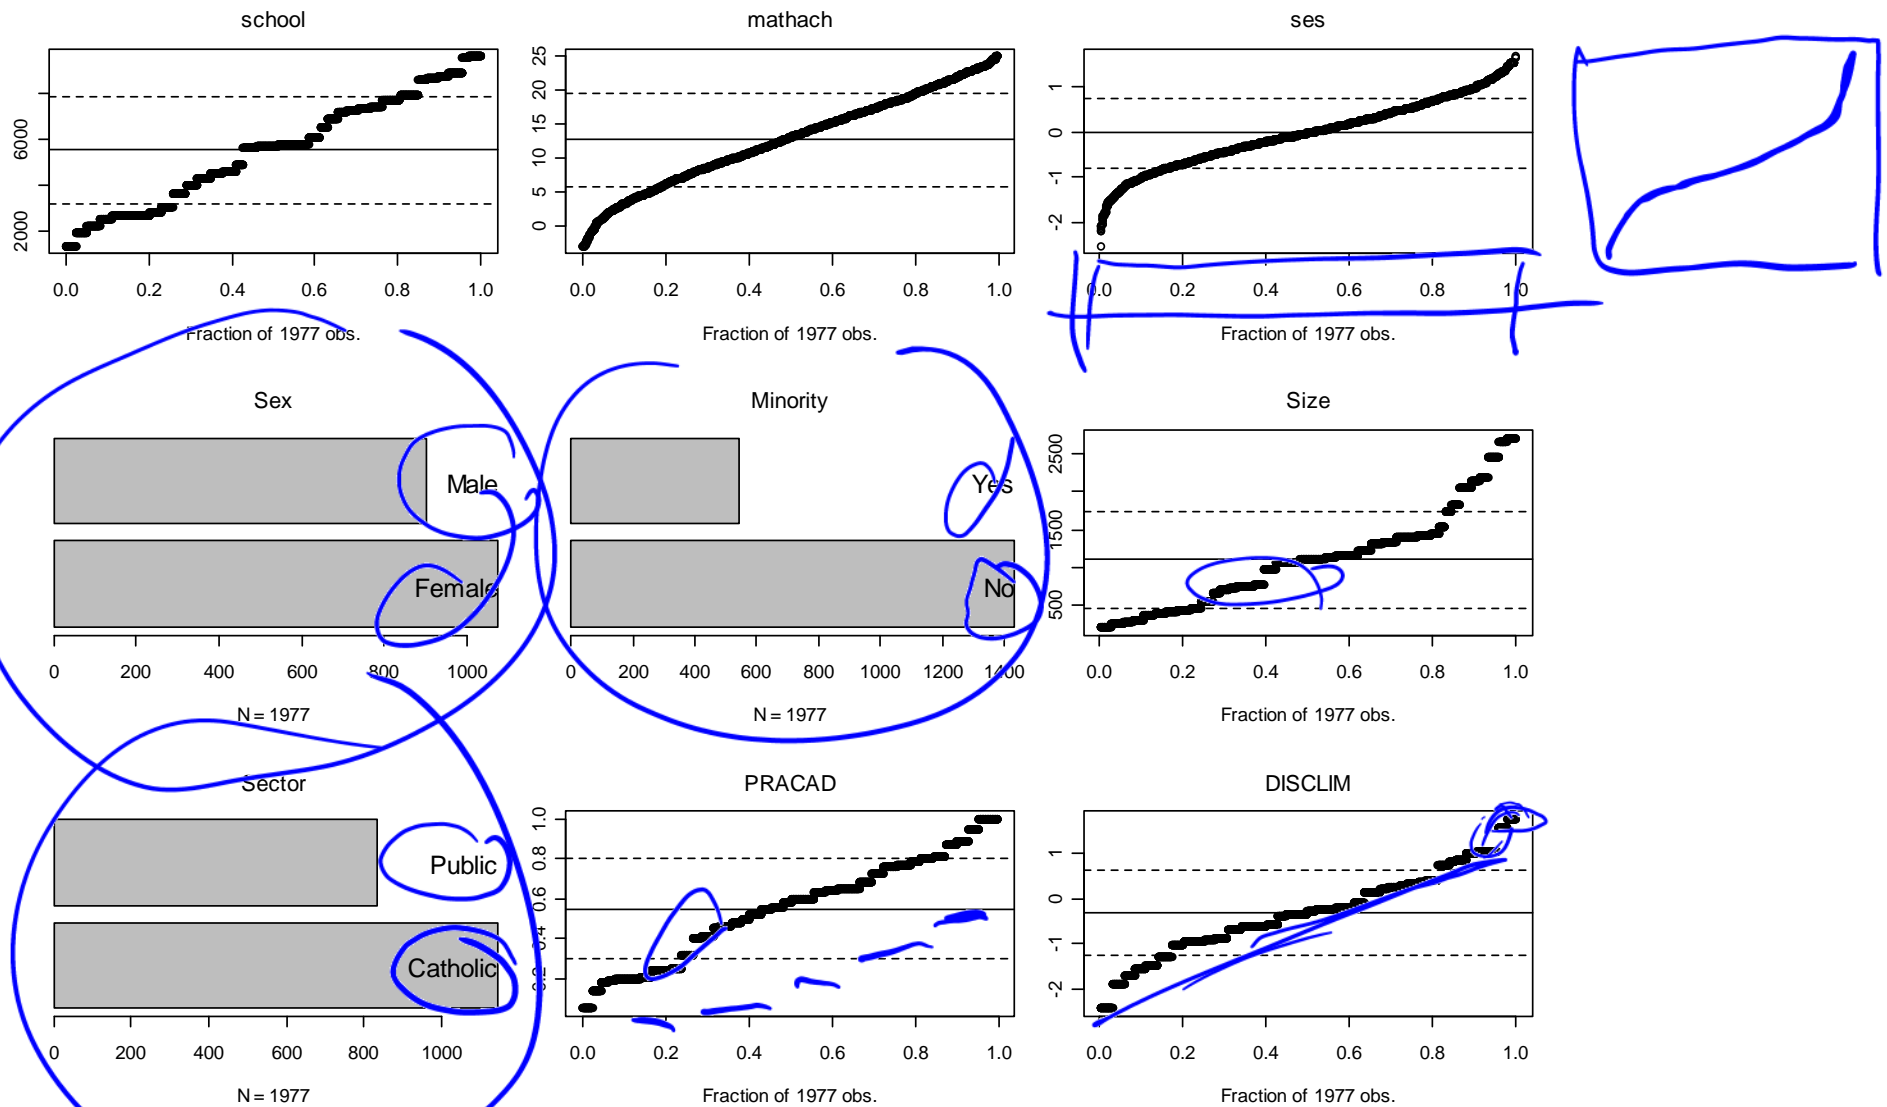 school mathach ses
25
20
15
10
5
0
6000
2000
1
0
-1
-2
0.0 0.2 0.4 0.6 0.8 1.0 0.0 0.2 0.4 0.6 0.8 1.0 0.0 0.2 0.4 0.6 0.8 1.0
Fraction of 1977 obs. Fraction of 1977 obs. Fraction of 1977 obs.
Sex Minority Size
Male Yes
Female No
2500
1500
500
0 200 400 600 800 1000 0 200 400 600 800 1000 1200 1400 0.0 0.2 0.4 0.6 0.8 1.0
N = 1977 N = 1977 Fraction of 1977 obs.
Sector PRACAD DISCLIM
Public
Catholic
1.0
0.8
0.6
0.4
0.2
1
0
-1
-2
0 200 400 600 800 1000 0.0 0.2 0.4 0.6 0.8 1.0 0.0 0.2 0.4 0.6 0.8 1.0
N = 1977 Fraction of 1977 obs. Fraction of 1977 obs.